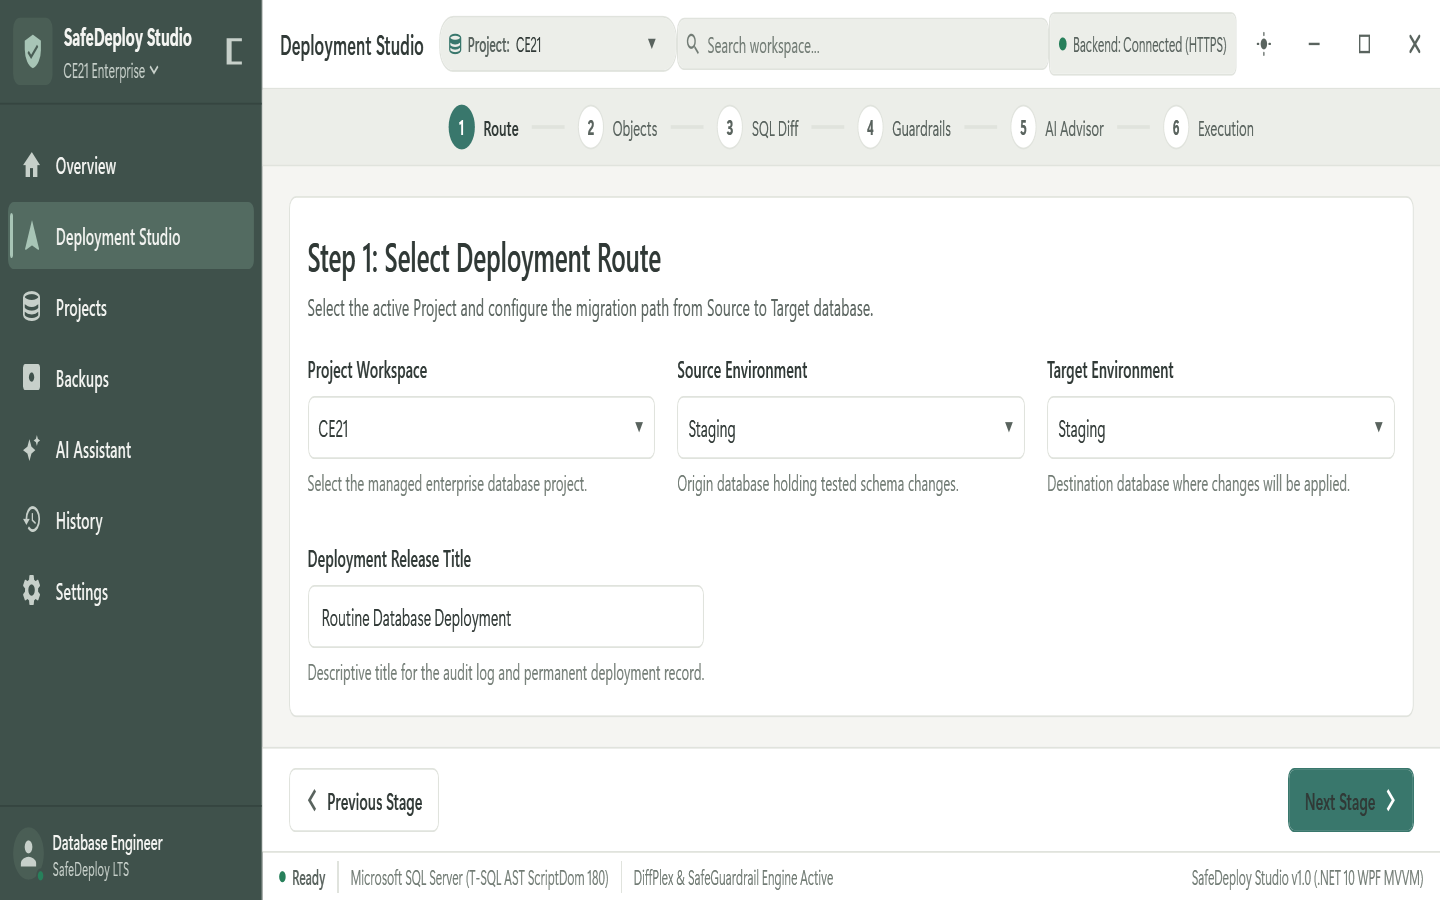 SafeDeploy Studio
CE21 Enterprise
Overview
Deployment Studio
Projects
Backups
AI Assistant
History
Settings
Database Engineer
SafeDeploy LTS
Deployment Studio
Project: CE21
Search workspace...
Backend: Connected (HTTPS)
1 Route
2 Objects
3 SQL Diff
4 Guardrails
5 AI Advisor
6 Execution
Step 1: Select Deployment Route
Select the active Project and configure the migration path from Source to Target database.
Project Workspace
CE21
Select the managed enterprise database project.
Source Environment
Staging
Origin database holding tested schema changes.
Target Environment
Staging
Destination database where changes will be applied.
Deployment Release Title
Routine Database Deployment
Descriptive title for the audit log and permanent deployment record.
Previous Stage
Next Stage
Ready
Microsoft SQL Server (T-SQL AST ScriptDom 180)
DiffPlex & SafeGuardrail Engine Active
SafeDeploy Studio v1.0 (.NET 10 WPF MVVM)